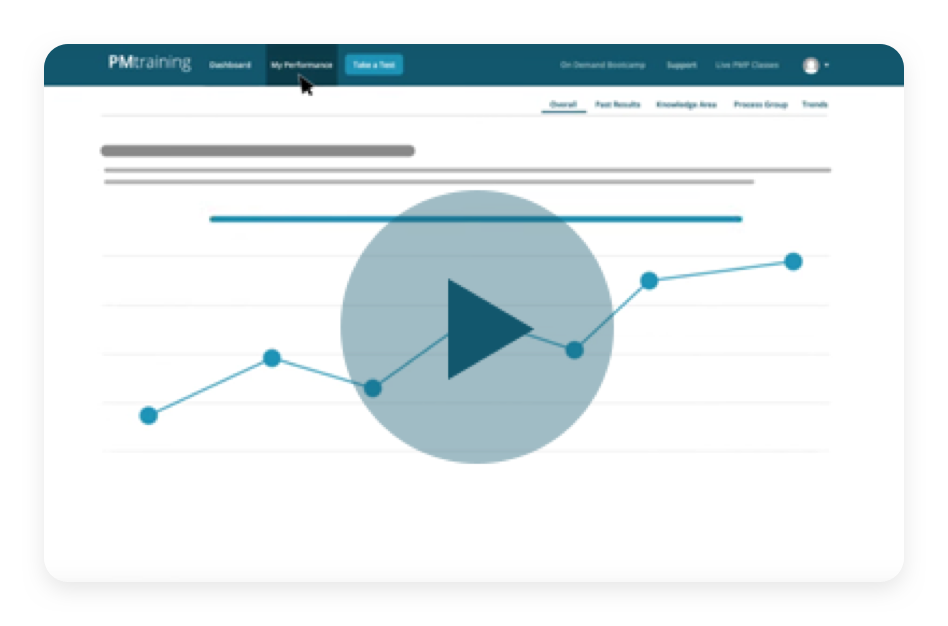 PMtraining Dashboard My Performance Take a Test On Demand Bootcamp Support Live PMP Classes
Overall Past Results Knowledge Area Process Group Trends